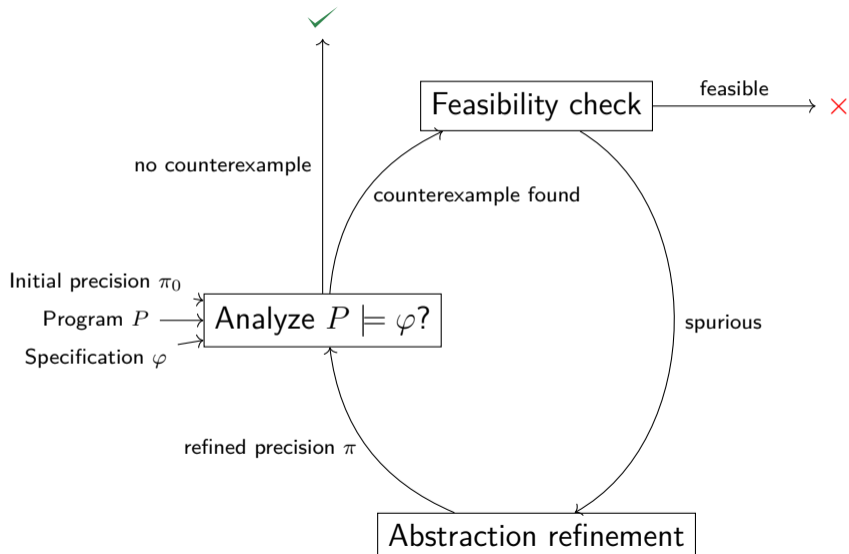 ✓
Feasibility check
feasible
×
no counterexample
counterexample found
Initial precision π₀
Program P
Specification φ
Analyze P ⊨ φ?
spurious
refined precision π
Abstraction refinement